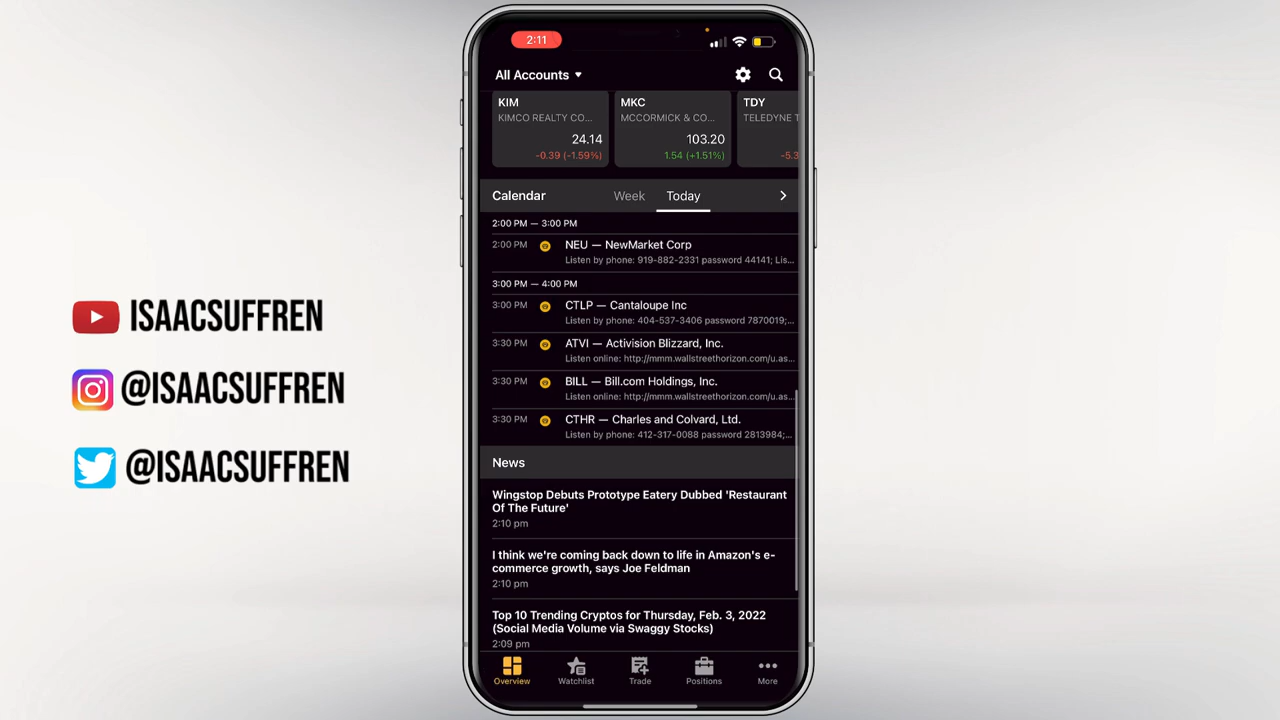 2:11
All Accounts
KIM
KIMCO REALTY CO...
24.14
-0.39 (-1.59%)
MKC
MCCORMICK & CO...
103.20
1.54 (+1.51%)
TDY
TELEDYNE T
-5.3
Calendar Week Today
2:00 PM — 3:00 PM
2:00 PM NEU — NewMarket Corp
Listen by phone: 919-882-2331 password 44141; Lis...
3:00 PM — 4:00 PM
3:00 PM CTLP — Cantaloupe Inc
Listen by phone: 404-537-3406 password 7870019;...
3:30 PM ATVI — Activision Blizzard, Inc.
Listen online: http://mmm.wallstreethorizon.com/u.as...
3:30 PM BILL — Bill.com Holdings, Inc.
Listen online: http://mmm.wallstreethorizon.com/u.as...
3:30 PM CTHR — Charles and Colvard, Ltd.
Listen by phone: 412-317-0088 password 2813984;...
News
Wingstop Debuts Prototype Eatery Dubbed 'Restaurant
Of The Future'
2:10 pm
I think we're coming back down to life in Amazon's e-
commerce growth, says Joe Feldman
2:10 pm
Top 10 Trending Cryptos for Thursday, Feb. 3, 2022
(Social Media Volume via Swaggy Stocks)
2:09 pm
Overview Watchlist Trade Positions More
ISAACSUFFREN
@ISAACSUFFREN
@ISAACSUFFREN